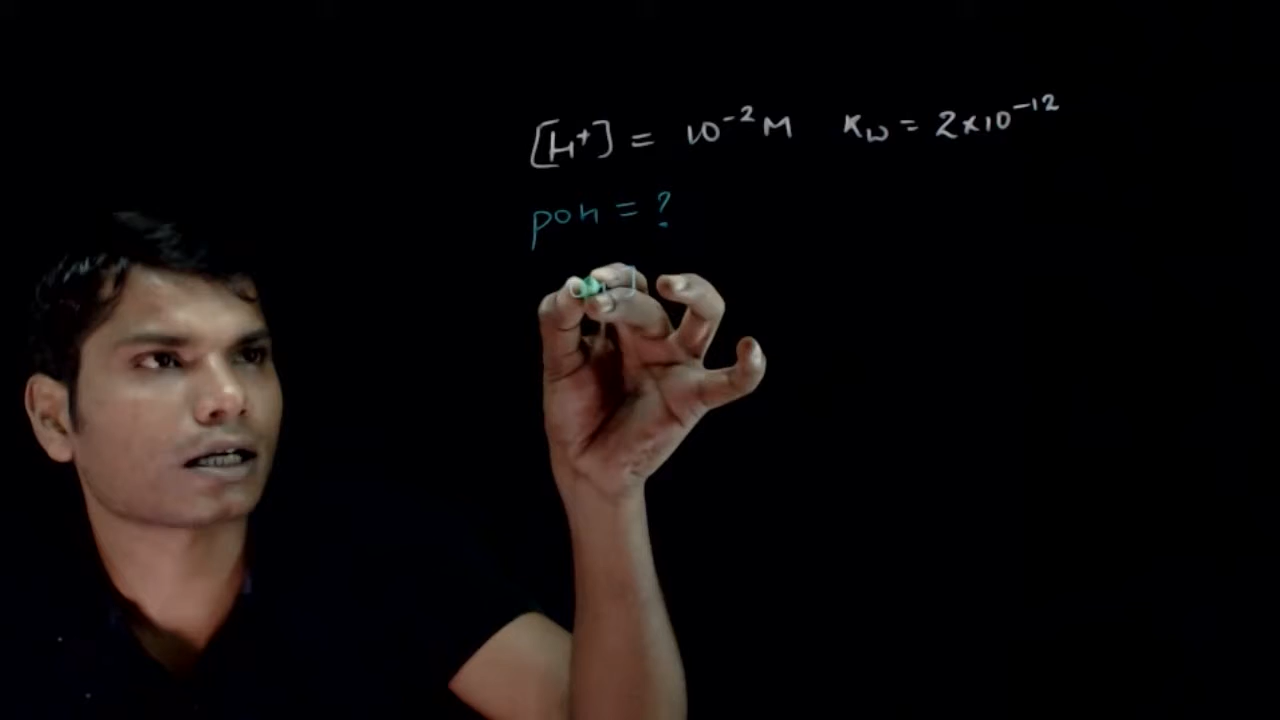 [H⁺] = 10⁻² M Kw = 2×10⁻¹²
pOH = ?